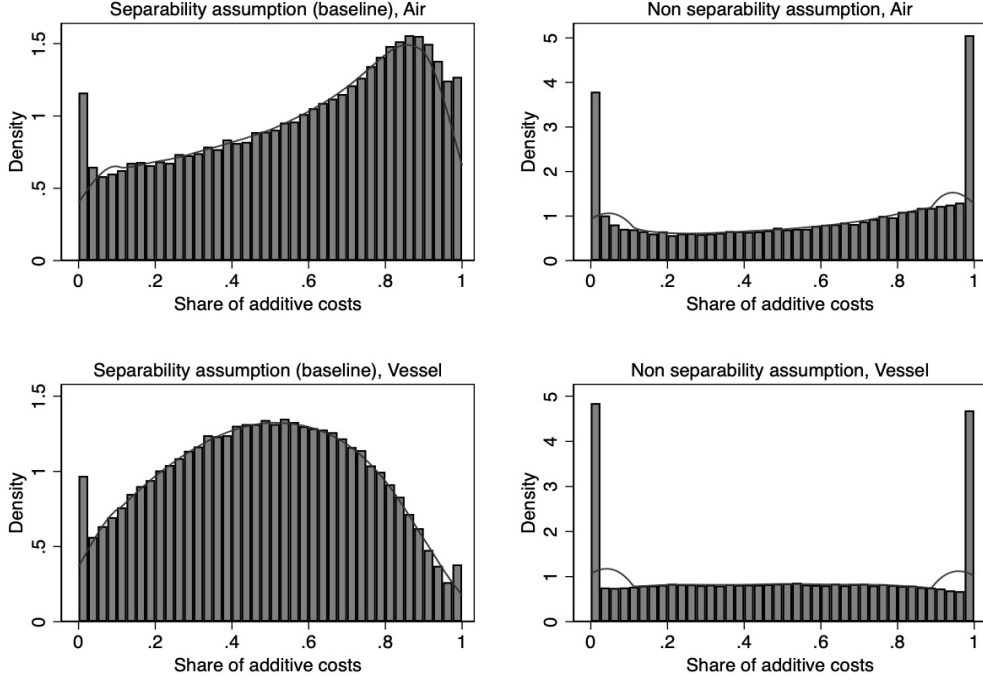 Separability assumption (baseline), Air
Density
0
.5
1
1.5
0 .2 .4 .6 .8 1
Share of additive costs
Non separability assumption, Air
Density
0
1
2
3
4
5
0 .2 .4 .6 .8 1
Share of additive costs
Separability assumption (baseline), Vessel
Density
0
.5
1
1.5
0 .2 .4 .6 .8 1
Share of additive costs
Non separability assumption, Vessel
Density
0
1
2
3
4
5
0 .2 .4 .6 .8 1
Share of additive costs